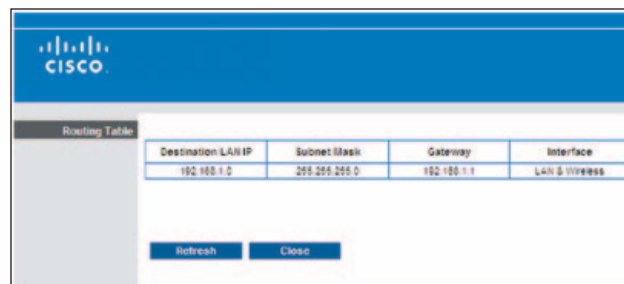 CISCO
Routing Table
Destination LAN IP Subnet Mask Gateway Interface
192.168.1.0 255.255.255.0 192.168.1.1 LAN & Wireless
Refresh Close